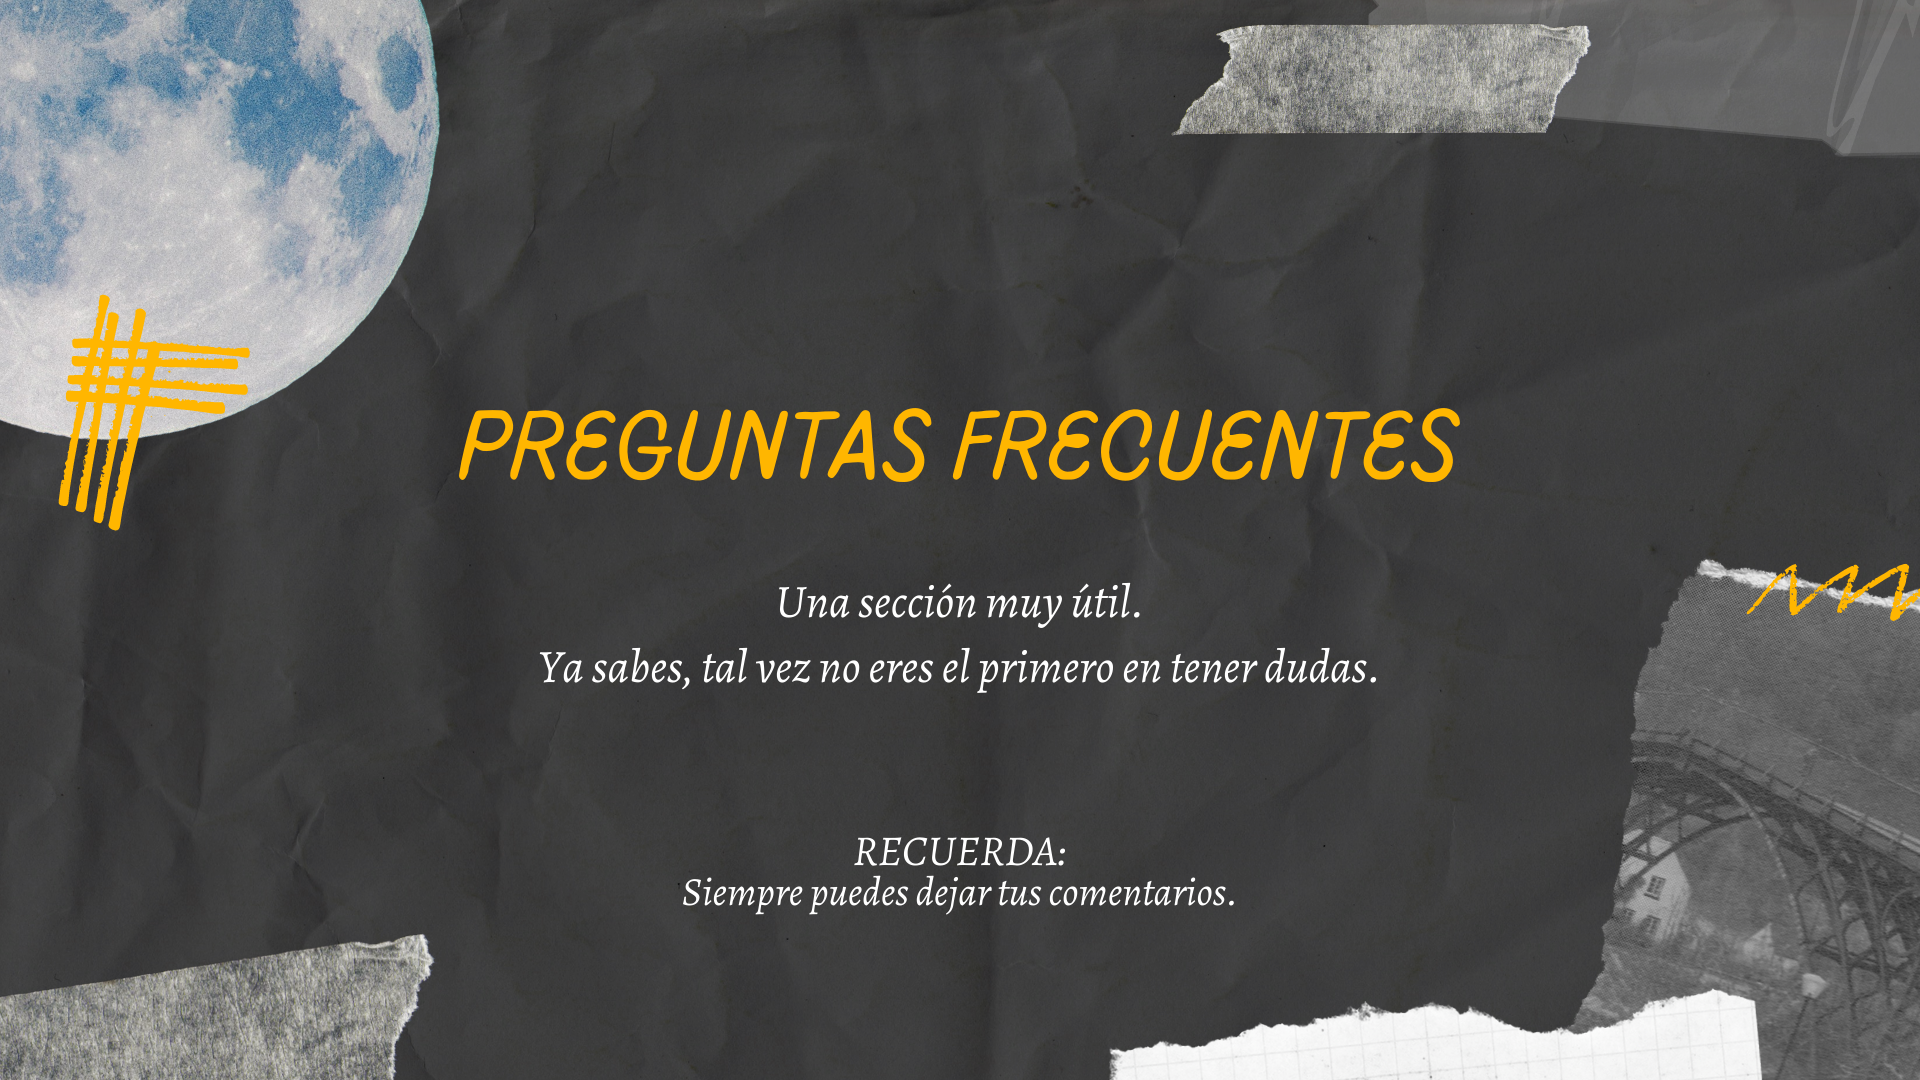 PREGUNTAS FRECUENTES
Una sección muy útil.
Ya sabes, tal vez no eres el primero en tener dudas.
RECUERDA:
Siempre puedes dejar tus comentarios.